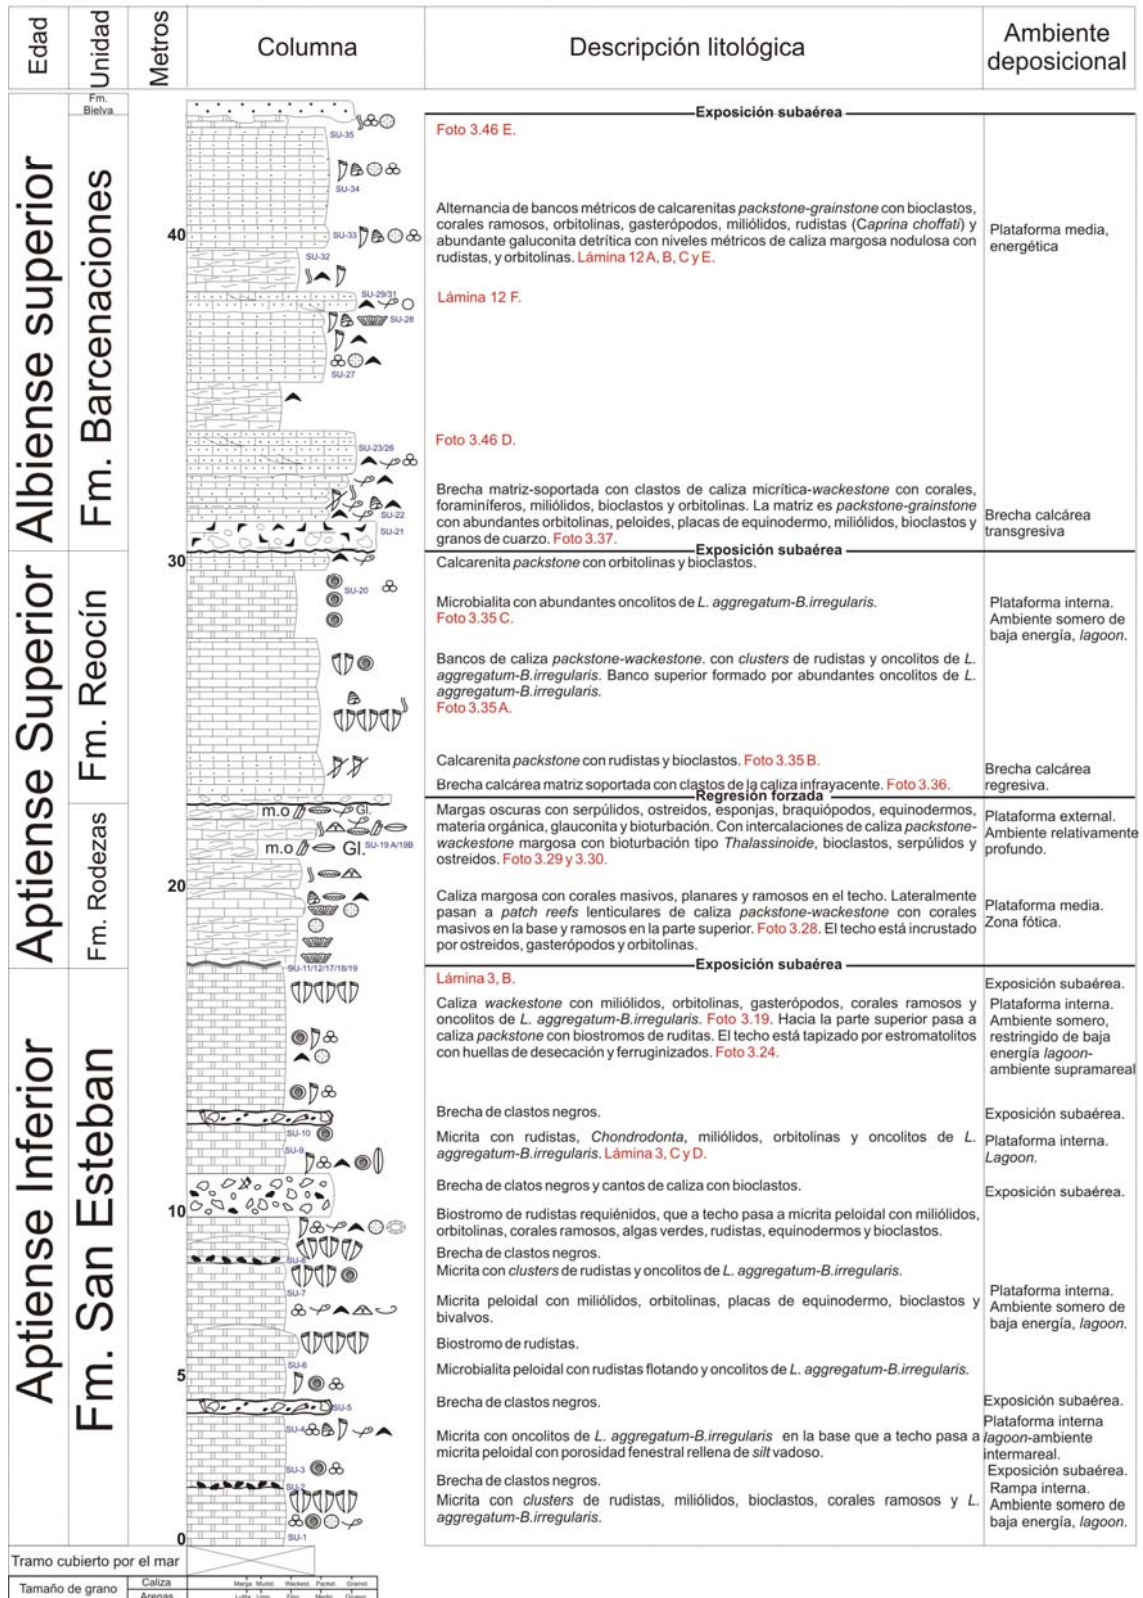 Edad
Unidad
Metros
Columna
Descripción litológica
Ambiente
deposicional
Albiense superior
Aptiense Superior
Aptiense Inferior
Fm.
Bielva
Fm. Barcenaciones
Fm. Reocín
Fm. Rodezas
Fm. San Esteban
40
30
20
10
5
0
SU-35
SU-34
SU-33
SU-32
SU-29/31
SU-28
SU-27
SU-23/26
SU-22
SU-21
SU-20
m.o
Gl.
m.o
Gl.
SU-19 A/19B
SU-11/12/17/18/19
SU-10
SU-9
SU-8
SU-7
SU-6
SU-5
SU-4
SU-3
SU-2
SU-1
Exposición subaérea
Foto 3.46 E.
Alternancia de bancos métricos de calcarenitas packstone-grainstone con bioclastos,
corales ramosos, orbitolinas, gasterópodos, miliólidos, rudistas (Caprina choffati) y
abundante galuconita detrítica con niveles métricos de caliza margosa nodulosa con
rudistas, y orbitolinas. Lámina 12 A, B, C y E.
Plataforma media,
energética
Lámina 12 F.
Foto 3.46 D.
Brecha matriz-soportada con clastos de caliza micrítica-wackestone con corales,
foraminíferos, miliólidos, bioclastos y orbitolinas. La matriz es packstone-grainstone
con abundantes orbitolinas, peloides, placas de equinodermo, miliólidos, bioclastos y
granos de cuarzo. Foto 3.37.
Brecha calcárea
transgresiva
Exposición subaérea
Calcarenita packstone con orbitolinas y bioclastos.
Microbialita con abundantes oncolitos de L. aggregatum-B.irregularis.
Foto 3.35 C.
Plataforma interna.
Ambiente somero de
baja energía, lagoon.
Bancos de caliza packstone-wackestone. con clusters de rudistas y oncolitos de L.
aggregatum-B.irregularis. Banco superior formado por abundantes oncolitos de L.
aggregatum-B.irregularis.
Foto 3.35 A.
Calcarenita packstone con rudistas y bioclastos. Foto 3.35 B.
Brecha calcárea matriz soportada con clastos de la caliza infrayacente. Foto 3.36.
Brecha calcárea
regresiva.
Regresión forzada
Margas oscuras con serpúlidos, ostreidos, esponjas, braquiópodos, equinodermos,
materia orgánica, glauconita y bioturbación. Con intercalaciones de caliza packstone-
wackestone margosa con bioturbación tipo Thalassinoide, bioclastos, serpúlidos y
ostreidos. Foto 3.29 y 3.30.
Plataforma external.
Ambiente relativamente
profundo.
Caliza margosa con corales masivos, planares y ramosos en el techo. Lateralmente
pasan a patch reefs lenticulares de caliza packstone-wackestone con corales
masivos en la base y ramosos en la parte superior. Foto 3.28. El techo está incrustado
por ostreidos, gasterópodos y orbitolinas.
Plataforma media.
Zona fótica.
Exposición subaérea
Lámina 3, B.
Exposición subaérea.
Caliza wackestone con miliólidos, orbitolinas, gasterópodos, corales ramosos y
oncolitos de L. aggregatum-B.irregularis. Foto 3.19. Hacia la parte superior pasa a
caliza packstone con biostromos de ruditas. El techo está tapizado por estromatolitos
con huellas de desecación y ferruginizados. Foto 3.24.
Plataforma interna.
Ambiente somero,
restringido de baja
energía lagoon-
ambiente supramareal
Brecha de clastos negros.
Exposición subaérea.
Micrita con rudistas, Chondrodonta, miliólidos, orbitolinas y oncolitos de L.
aggregatum-B.irregularis. Lámina 3, C y D.
Plataforma interna.
Lagoon.
Brecha de clatos negros y cantos de caliza con bioclastos.
Exposición subaérea.
Biostromo de rudistas requiénidos, que a techo pasa a micrita peloidal con miliólidos,
orbitolinas, corales ramosos, algas verdes, rudistas, equinodermos y bioclastos.
Brecha de clastos negros.
Micrita con clusters de rudistas y oncolitos de L. aggregatum-B.irregularis.
Micrita peloidal con miliólidos, orbitolinas, placas de equinodermo, bioclastos y
bivalvos.
Plataforma interna.
Ambiente somero de
baja energía, lagoon.
Biostromo de rudistas.
Microbialita peloidal con rudistas flotando y oncolitos de L. aggregatum-B.irregularis.
Brecha de clastos negros.
Exposición subaérea.
Micrita con oncolitos de L. aggregatum-B.irregularis en la base que a techo pasa a
micrita peloidal con porosidad fenestral rellena de silt vadoso.
Plataforma interna
lagoon-ambiente
intermareal.
Brecha de clastos negros.
Exposición subaérea.
Micrita con clusters de rudistas, miliólidos, bioclastos, corales ramosos y L.
aggregatum-B.irregularis.
Rampa interna.
Ambiente somero de
baja energía, lagoon.
Tramo cubierto por el mar
Tamaño de grano
Caliza
Marga Mudst. Wackest. Packst. Grainst.
Arenas